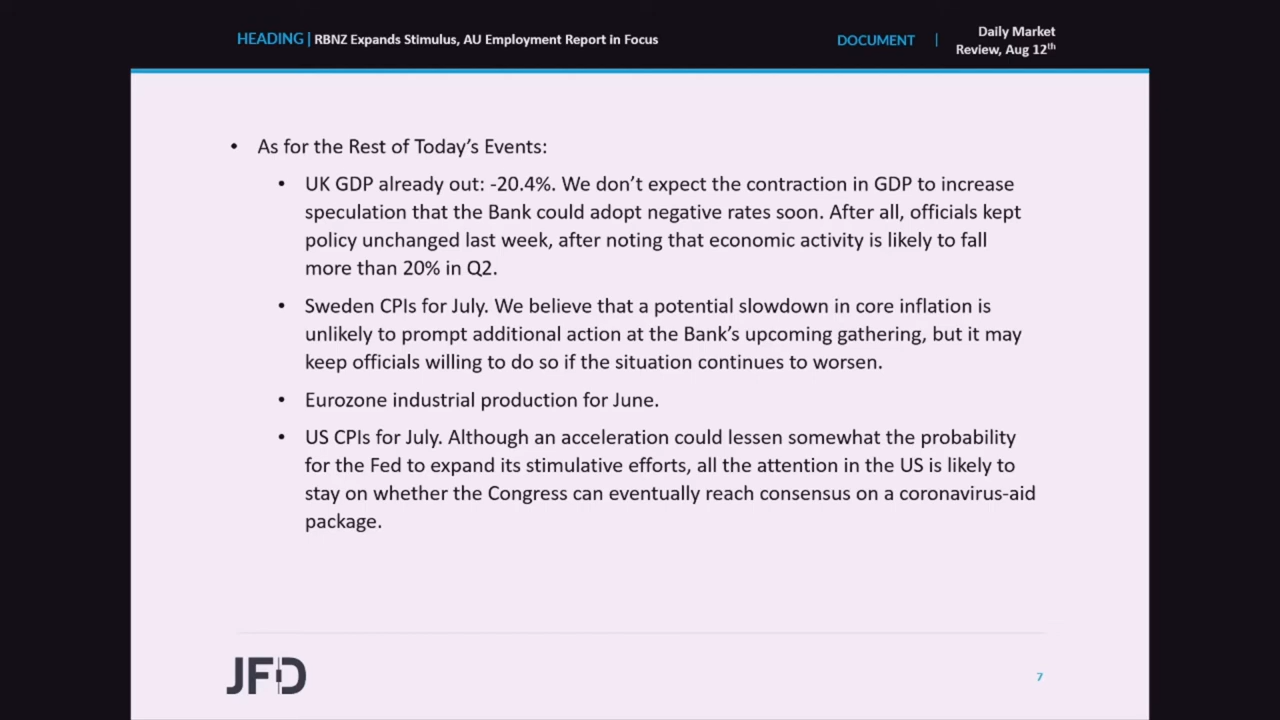 HEADING | RBNZ Expands Stimulus, AU Employment Report in Focus
DOCUMENT | Daily Market
Review, Aug 12th
• As for the Rest of Today’s Events:
• UK GDP already out: -20.4%. We don’t expect the contraction in GDP to increase
speculation that the Bank could adopt negative rates soon. After all, officials kept
policy unchanged last week, after noting that economic activity is likely to fall
more than 20% in Q2.
• Sweden CPIs for July. We believe that a potential slowdown in core inflation is
unlikely to prompt additional action at the Bank’s upcoming gathering, but it may
keep officials willing to do so if the situation continues to worsen.
• Eurozone industrial production for June.
• US CPIs for July. Although an acceleration could lessen somewhat the probability
for the Fed to expand its stimulative efforts, all the attention in the US is likely to
stay on whether the Congress can eventually reach consensus on a coronavirus-aid
package.
JFD
7